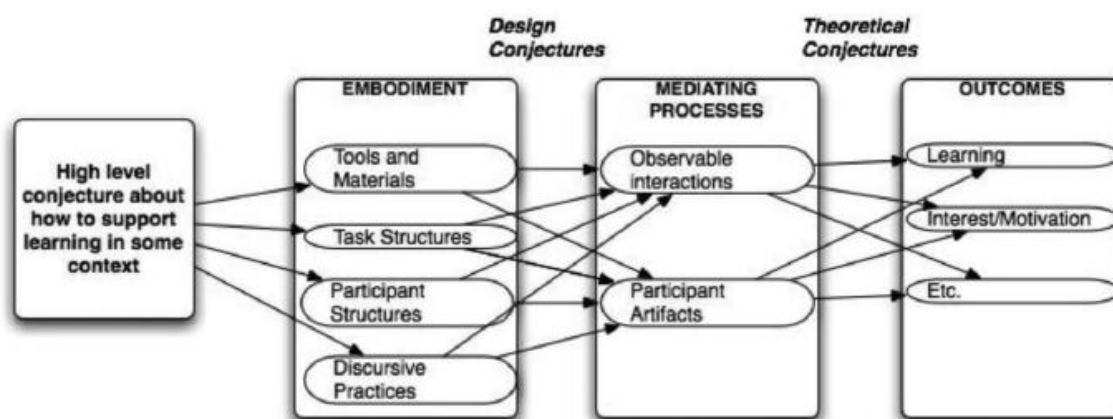 Design
Conjectures
Theoretical
Conjectures
High level
conjecture about
how to support
learning in some
context
EMBODIMENT
Tools and
Materials
Task Structures
Participant
Structures
Discursive
Practices
MEDIATING
PROCESSES
Observable
interactions
Participant
Artifacts
OUTCOMES
Learning
Interest/Motivation
Etc.